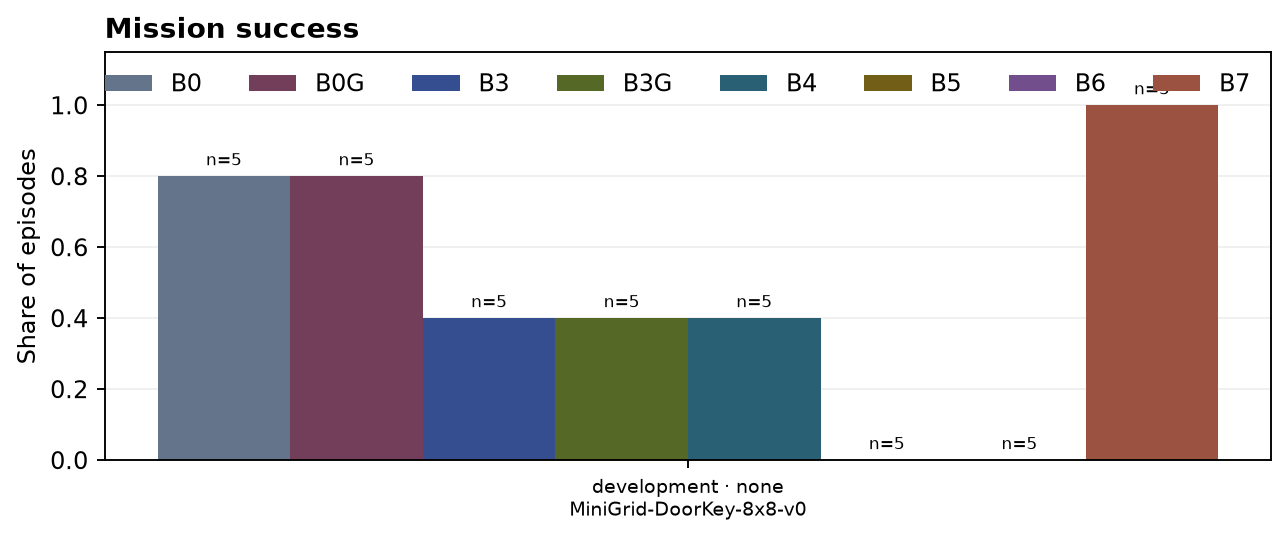 Mission success
B0 B0G B3 B3G B4 B5 B6 B7
Share of episodes
1.0
0.8
0.6
0.4
0.2
0.0
n=5 n=5 n=5 n=5 n=5 n=5 n=5 n=5
development · none
MiniGrid-DoorKey-8x8-v0